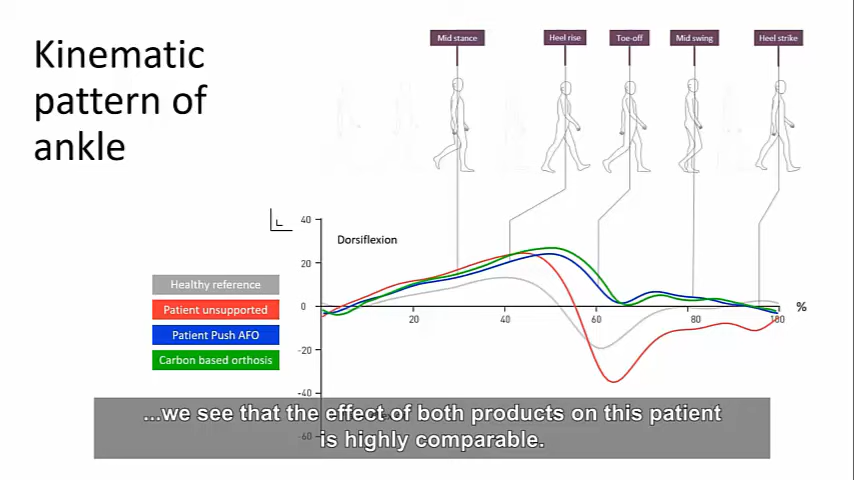 Kinematic
pattern of
ankle
Mid stance
Heel rise
Toe-off
Mid swing
Heel strike
40
Dorsiflexion
20
0
-20
-40
-60
20
40
60
80
100
%
Healthy reference
Patient unsupported
Patient Push AFO
Carbon based orthosis
...we see that the effect of both products on this patient
is highly comparable.